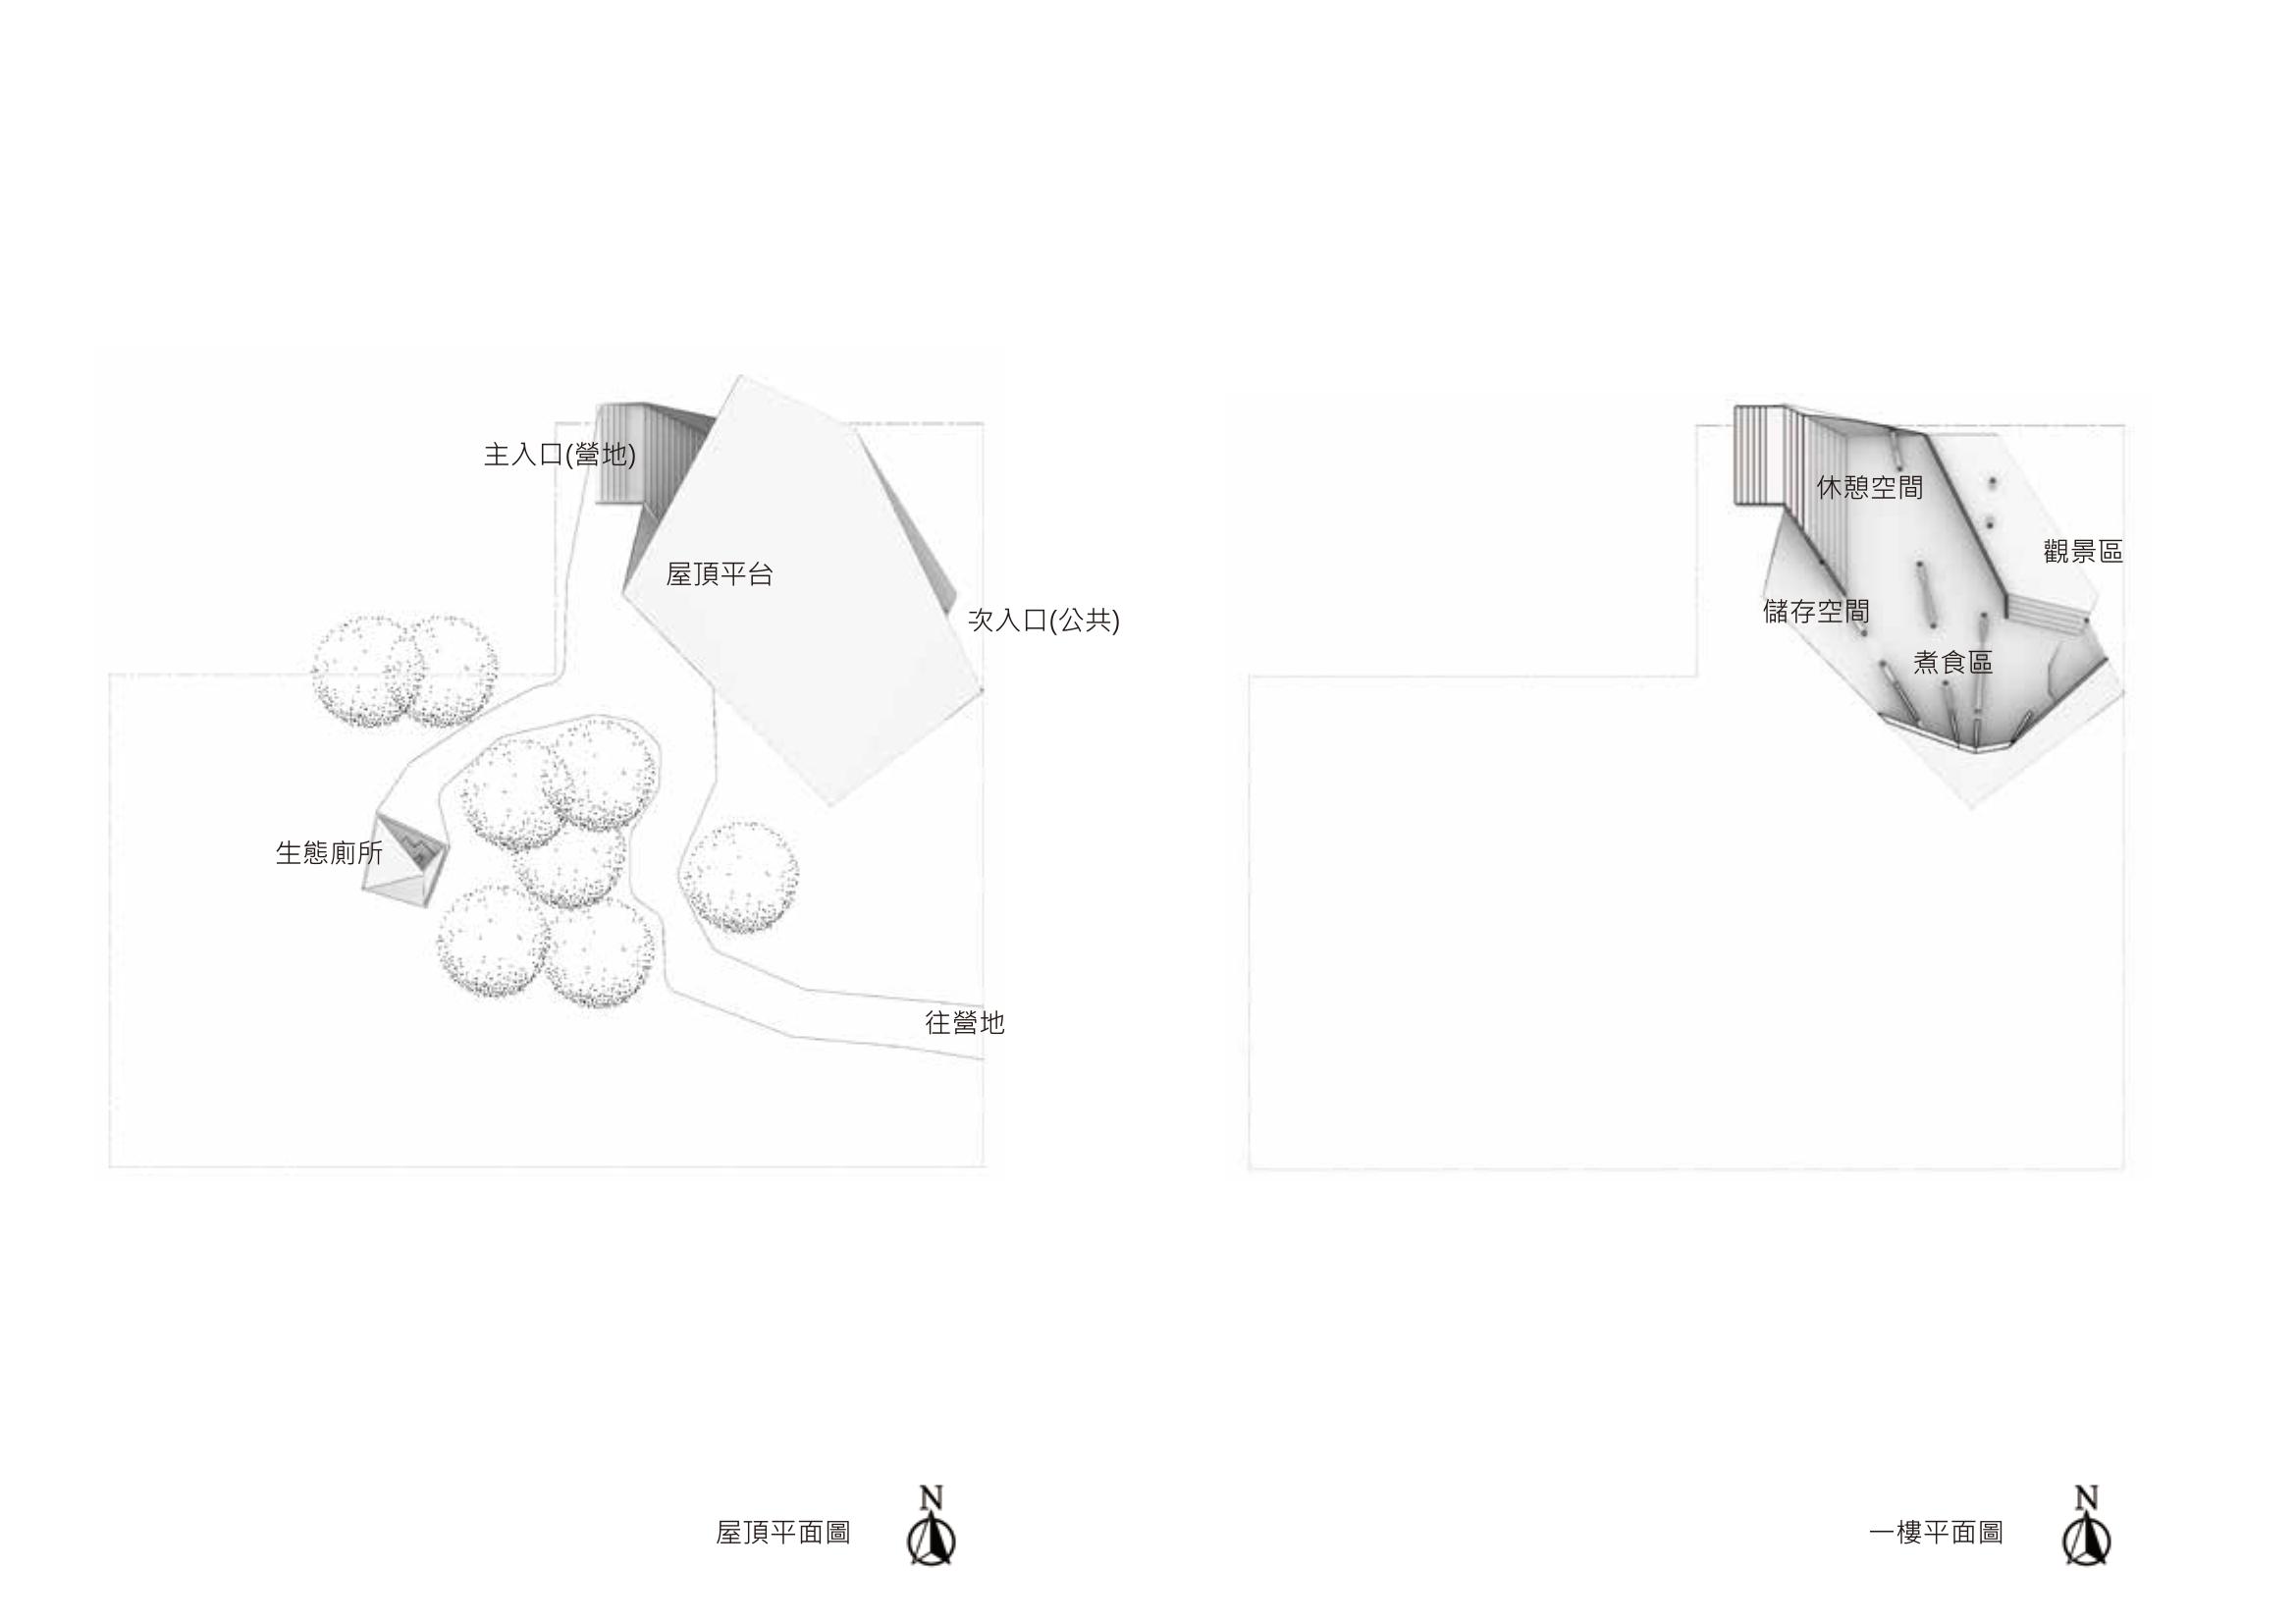 主入口(營地)
屋頂平台
次入口(公共)
生態廁所
往營地
屋頂平面圖
N
休憩空間
觀景區
儲存空間
煮食區
一樓平面圖
N